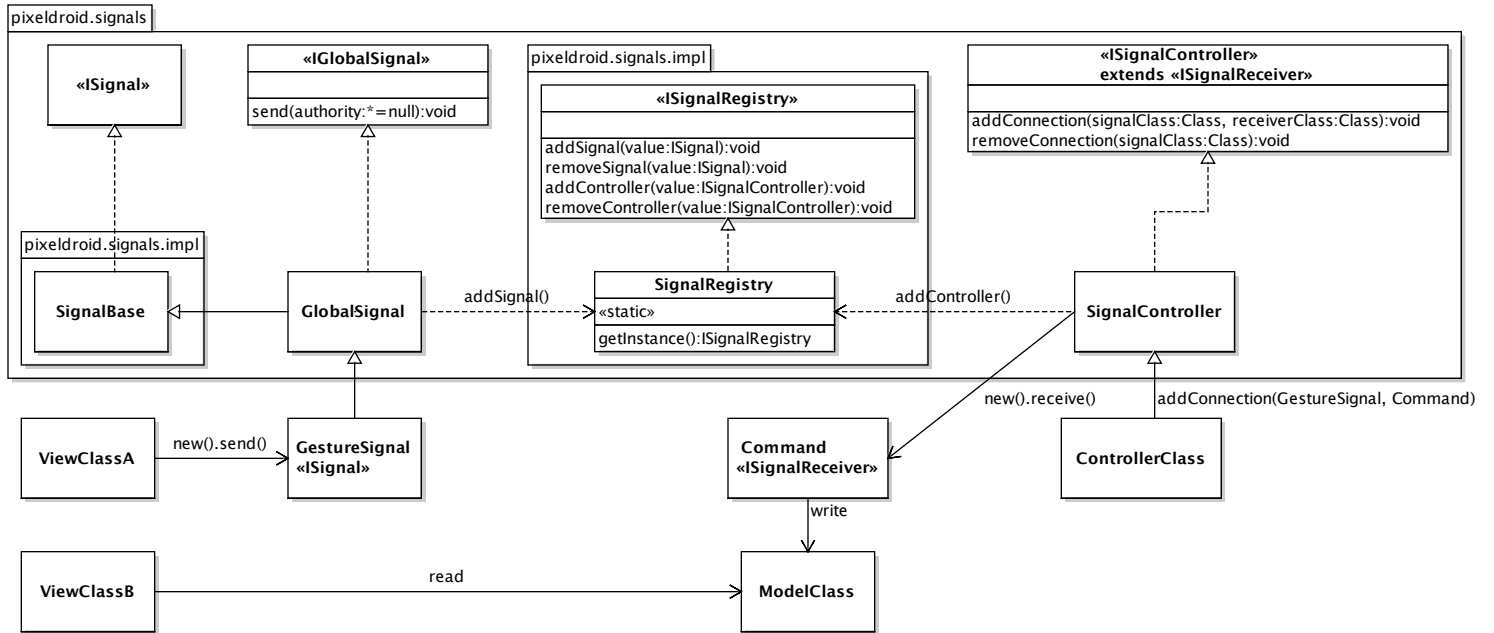 pixeldroid.signals
«ISignal»
«IGlobalSignal»
send(authority:*=null):void
pixeldroid.signals.impl
«ISignalRegistry»
addSignal(value:ISignal):void
removeSignal(value:ISignal):void
addController(value:ISignalController):void
removeController(value:ISignalController):void
«ISignalController»
extends «ISignalReceiver»
addConnection(signalClass:Class, receiverClass:Class):void
removeConnection(signalClass:Class):void
pixeldroid.signals.impl
SignalBase
GlobalSignal
addSignal()
SignalRegistry
«static»
getInstance():ISignalRegistry
addController()
SignalController
new().receive()
addConnection(GestureSignal, Command)
ViewClassA
new().send()
GestureSignal
«ISignal»
Command
«ISignalReceiver»
ControllerClass
write
ViewClassB
read
ModelClass